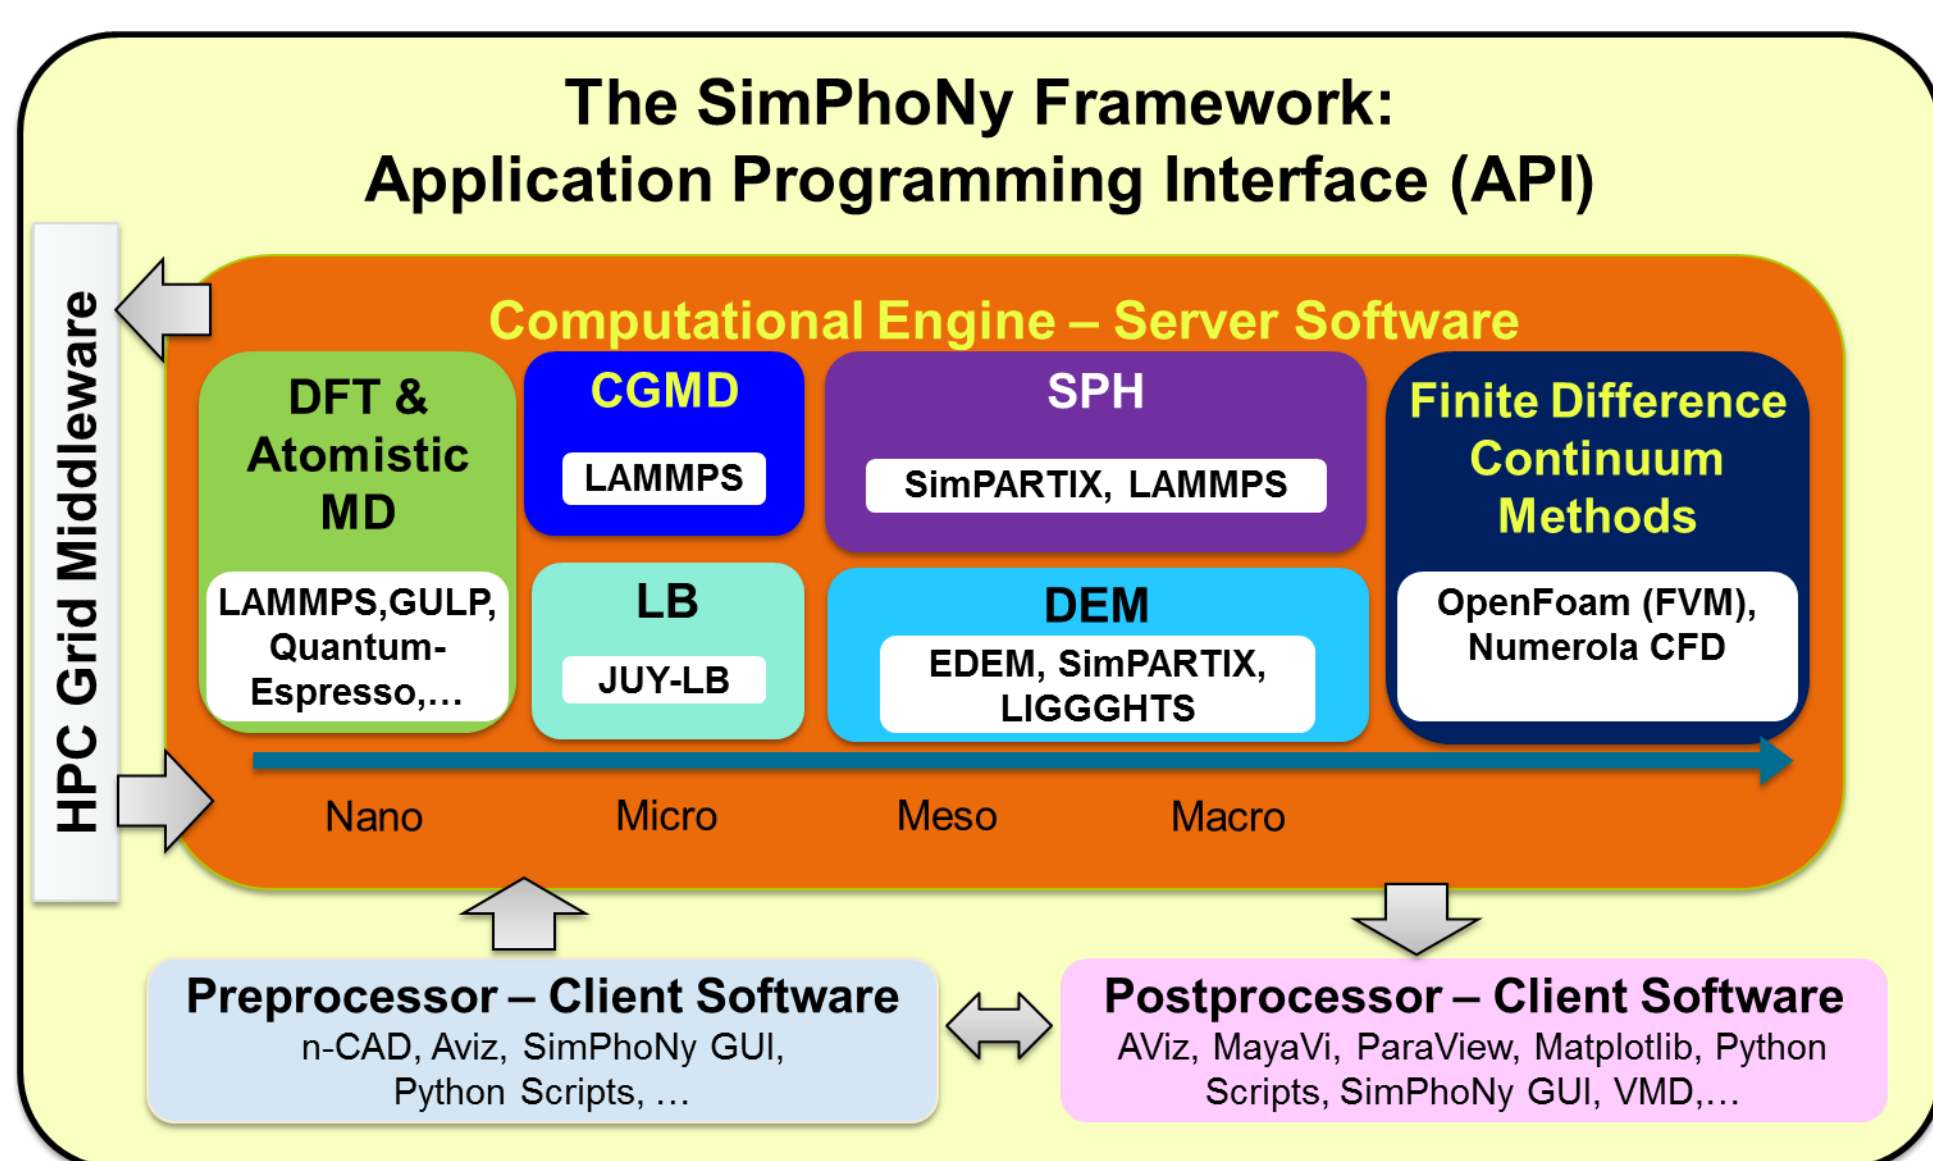 The SimPhoNy Framework:
Application Programming Interface (API)
HPC Grid Middleware
Computational Engine – Server Software
DFT &
Atomistic
MD
LAMMPS,GULP,
Quantum-
Espresso,...
CGMD
LAMMPS
LB
JUY-LB
SPH
SimPARTIX, LAMMPS
DEM
EDEM, SimPARTIX,
LIGGGHTS
Finite Difference
Continuum
Methods
OpenFoam (FVM),
Numerola CFD
Nano Micro Meso Macro
Preprocessor – Client Software
n-CAD, Aviz, SimPhoNy GUI,
Python Scripts, ...
Postprocessor – Client Software
AViz, MayaVi, ParaView, Matplotlib, Python
Scripts, SimPhoNy GUI, VMD,...